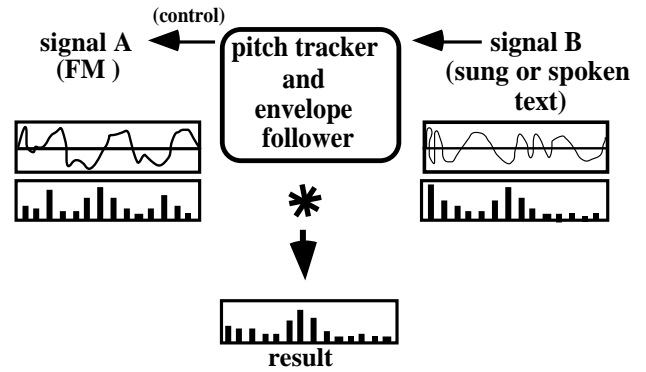 (control)
signal A
(FM )
pitch tracker
and
envelope
follower
signal B
(sung or spoken
text)
*
result